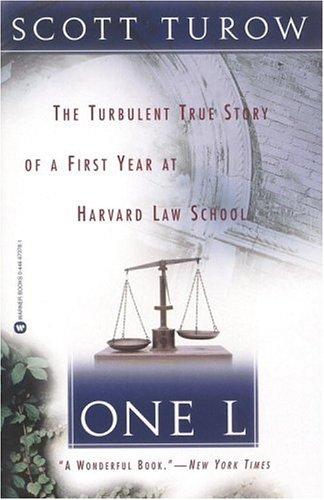 SCOTT TUROW
THE TURBULENT TRUE STORY
OF A FIRST YEAR AT
HARVARD LAW SCHOOL
ONE L
"A WONDERFUL BOOK."—NEW YORK TIMES